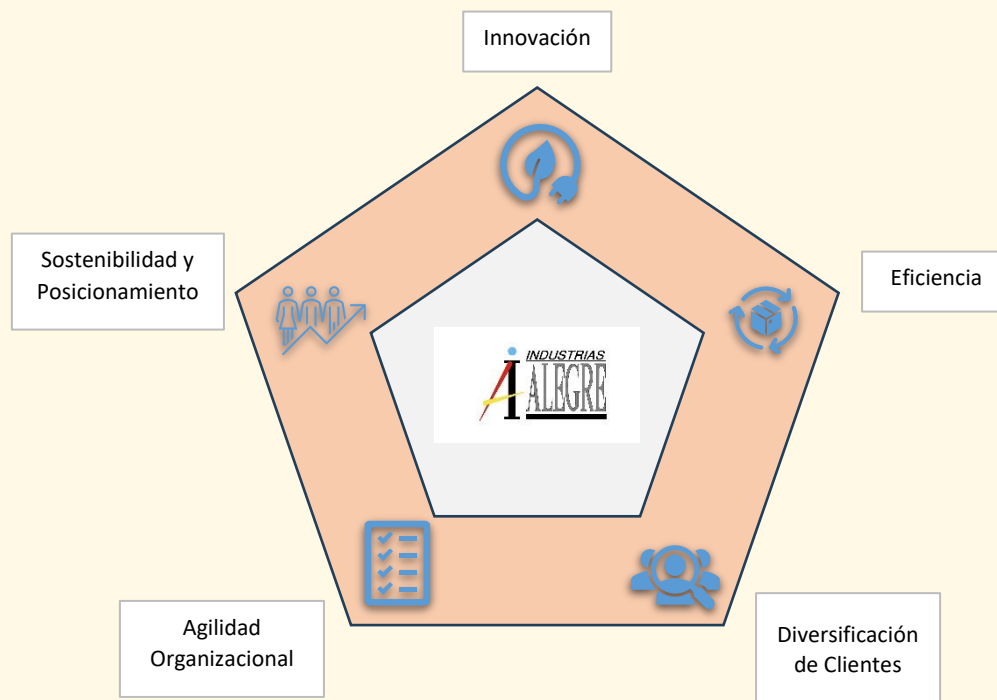 Innovación
Sostenibilidad y
Posicionamiento
Eficiencia
INDUSTRIAS
ALEGRE
Agilidad
Organizacional
Diversificación
de Clientes